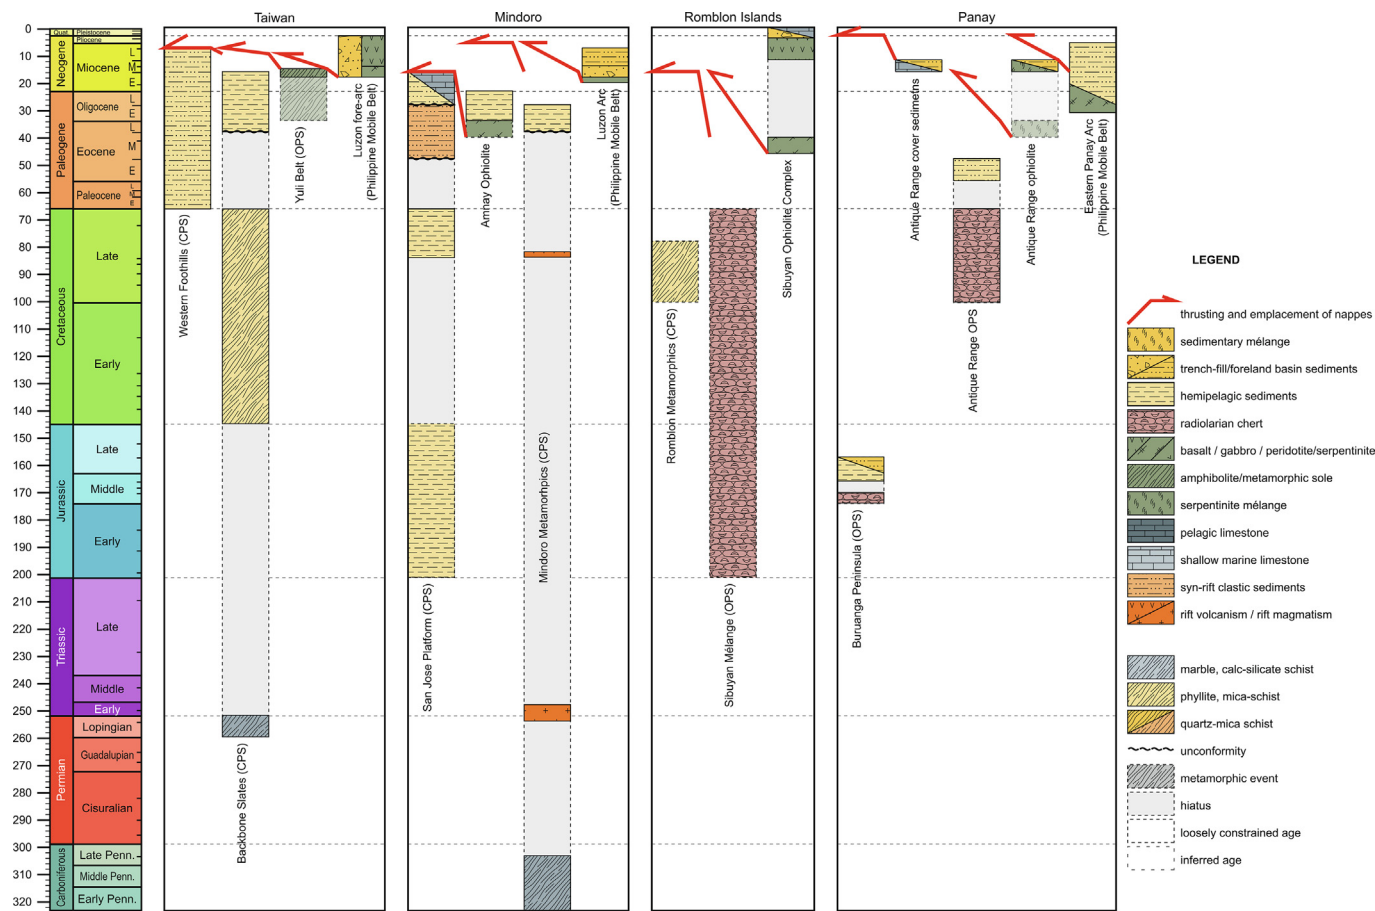 Taiwan
Mindoro
Romblon Islands
Panay
0
10
20
30
40
50
60
70
80
90
100
110
120
130
140
150
160
170
180
190
200
210
220
230
240
250
260
270
280
290
300
310
320
Quat.
Neogene
Paleogene
Cretaceous
Jurassic
Triassic
Permian
Carboniferous
Pleistocene
Pliocene
Miocene
L
M
E
Oligocene
L
E
Eocene
L
M
E
Paleocene
L
M
E
Late
Early
Late
Middle
Early
Late
Middle
Early
Lopingian
Guadalupian
Cisuralian
Late Penn.
Middle Penn.
Early Penn.
Western Foothills (CPS)
Backbone Slates (CPS)
Yuli Belt (OPS)
Luzon fore-arc
(Philippine Mobile Belt)
San Jose Platform (CPS)
Amnay Ophiolite
Mindoro Metamorhpics (CPS)
Luzon Arc
(Philippine Mobile Belt)
Romblon Metamorphics (CPS)
Sibuyan Mélange (OPS)
Sibuyan Ophiolite Complex
Buruanga Peninsula (OPS)
Antique Range cover sedimetns
Antique Range OPS
Antique Range ophiolite
Eastern Panay Arc
(Philippine Mobile Belt)
LEGEND
thrusting and emplacement of nappes
sedimentary mélange
trench-fill/foreland basin sediments
hemipelagic sediments
radiolarian chert
basalt / gabbro / peridotite/serpentinite
amphibolite/metamorphic sole
serpentinite mélange
pelagic limestone
shallow marine limestone
syn-rift clastic sediments
rift volcanism / rift magmatism
marble, calc-silicate schist
phyllite, mica-schist
quartz-mica schist
unconformity
metamorphic event
hiatus
loosely constrained age
inferred age